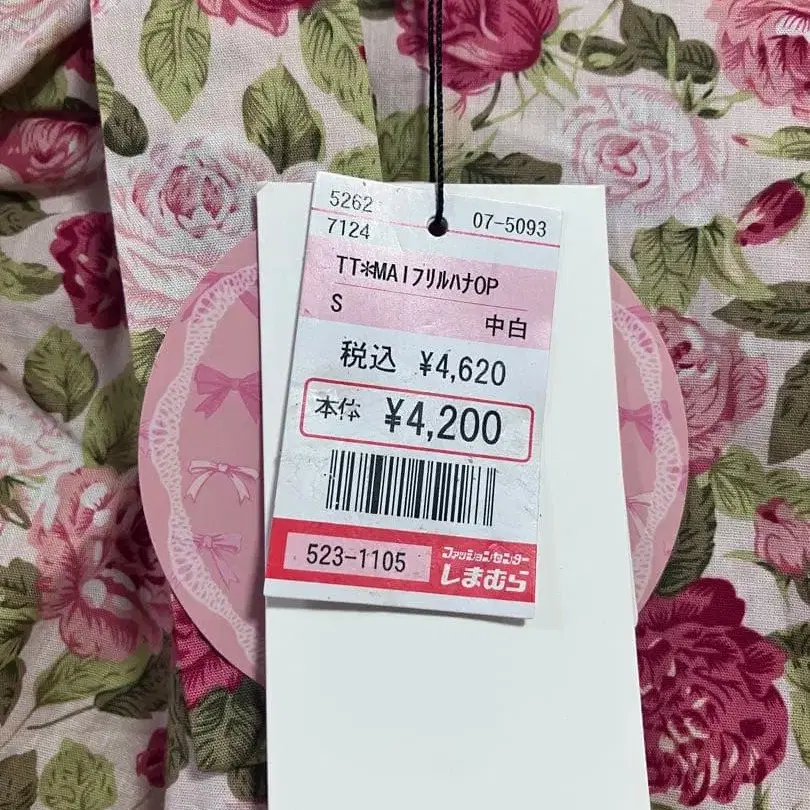 5262
07-5093
7124
TT*MAIフリルハナOP
S
中白
税込 ¥4,620
本体 ¥4,200
523-1105
ファッションセンター
しまむら